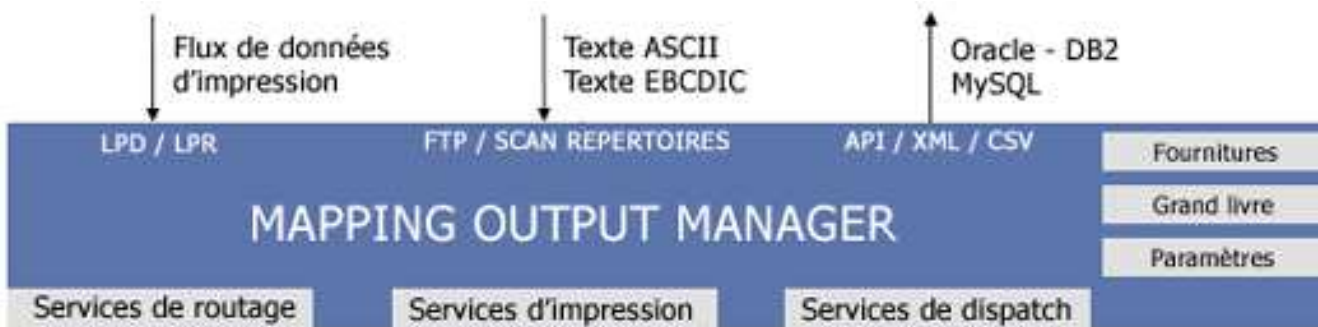 Flux de données
d'impression
Texte ASCII
Texte EBCDIC
Oracle - DB2
MySQL
LPD / LPR
FTP / SCAN REPERTOIRES
API / XML / CSV
Fournitures
Grand livre
Paramètres
MAPPING OUTPUT MANAGER
Services de routage
Services d'impression
Services de dispatch